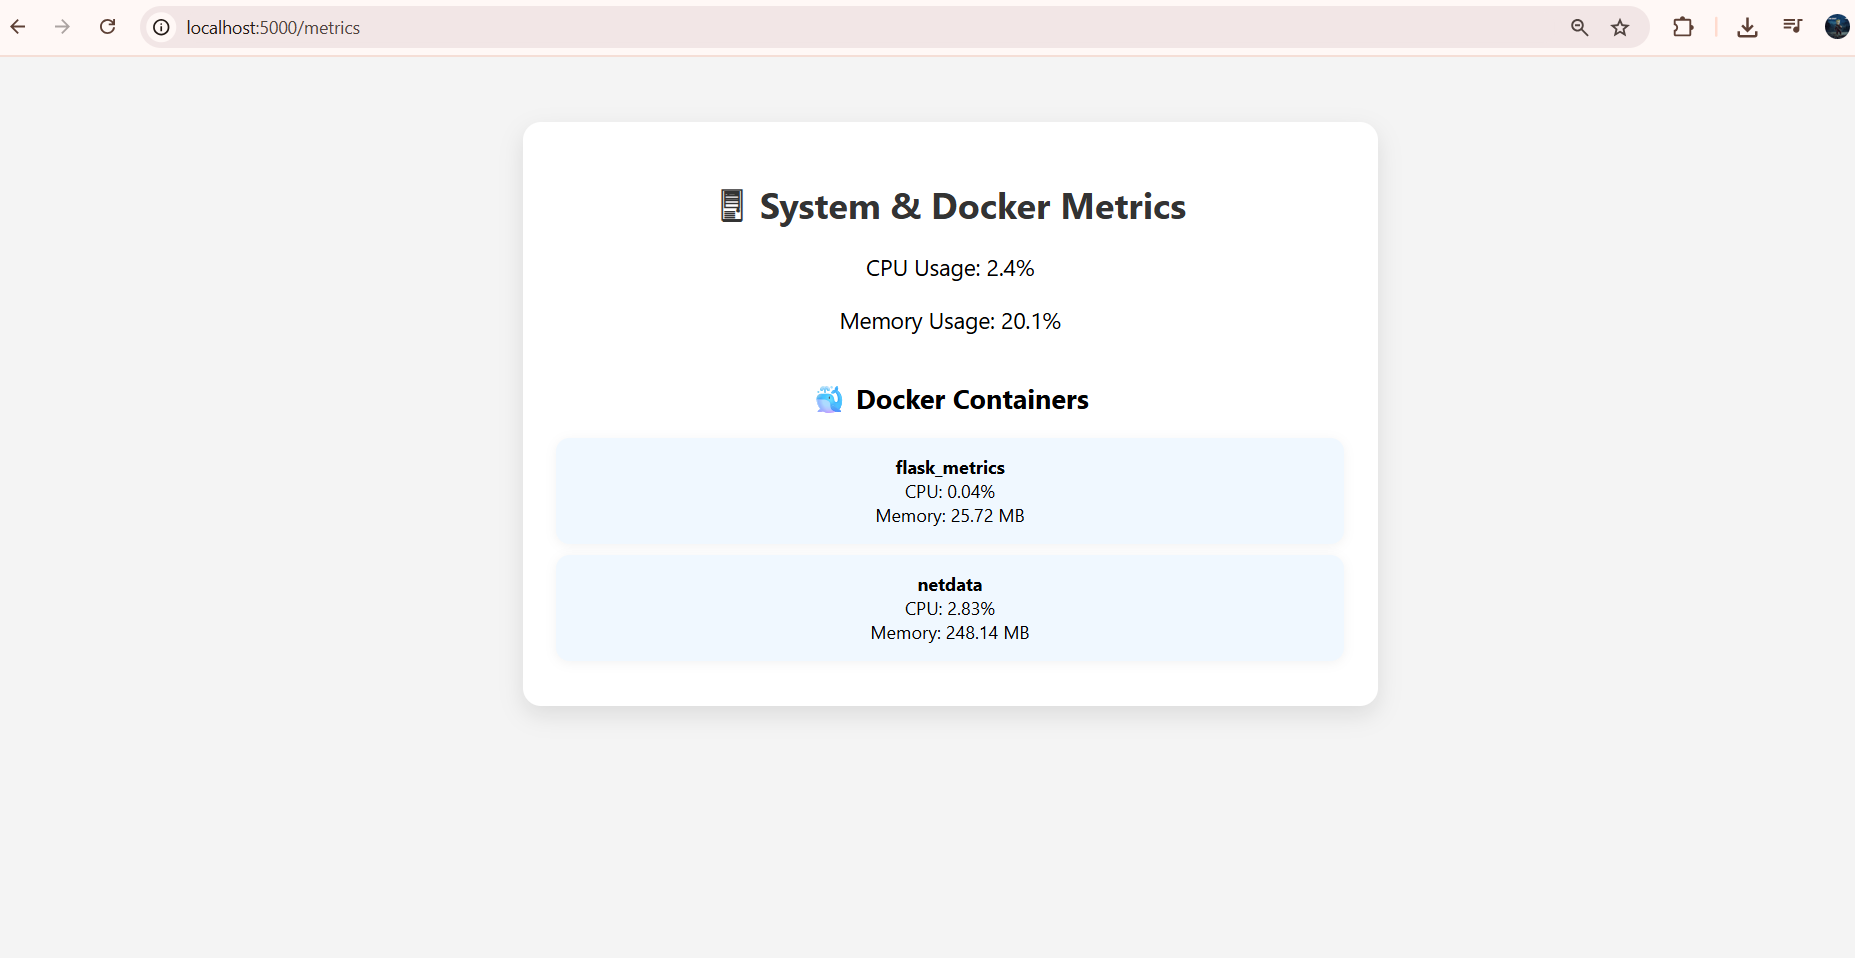 localhost:5000/metrics
System & Docker Metrics
CPU Usage: 2.4%
Memory Usage: 20.1%
Docker Containers
flask_metrics
CPU: 0.04%
Memory: 25.72 MB
netdata
CPU: 2.83%
Memory: 248.14 MB